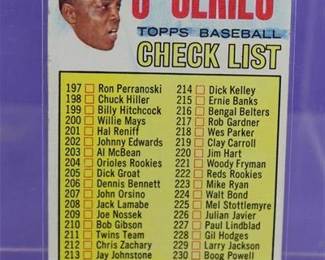 SERIES
TOPPS BASEBALL
CHECK LIST
197 Ron Perranoski
198 Chuck Hiller
199 Billy Hitchcock
200 Willie Mays
201 Hal Reniff
202 Johnny Edwards
203 Al McBean
204 Orioles Rookies
205 Dick Groat
206 Dennis Bennett
207 John Orsino
208 Jack Lamabe
209 Joe Nossek
210 Bob Gibson
211 Twins Team
212 Chris Zachary
213 Jay Johnstone
214 Dick Kelley
215 Ernie Banks
216 Bengal Belters
217 Rob Gardner
218 Wes Parker
219 Clay Carroll
220 Jim Hart
221 Woody Fryman
222 Reds Rookies
223 Mike Ryan
224 Walt Bond
225 Mel Stottlemyre
226 Julian Javier
227 Paul Lindblad
228 Gil Hodges
229 Larry Jackson
230 Boog Powell